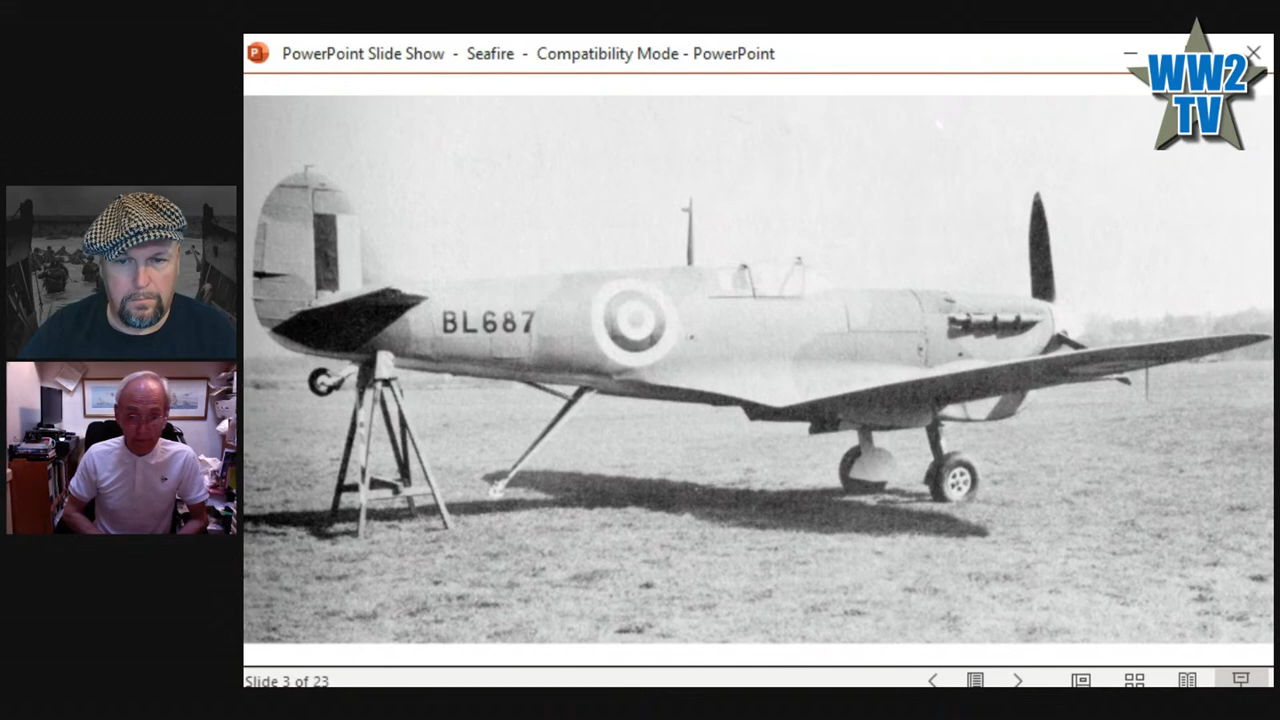 PowerPoint Slide Show - Seafire - Compatibility Mode - PowerPoint
WW2
TV
BL687
Slide 3 of 23